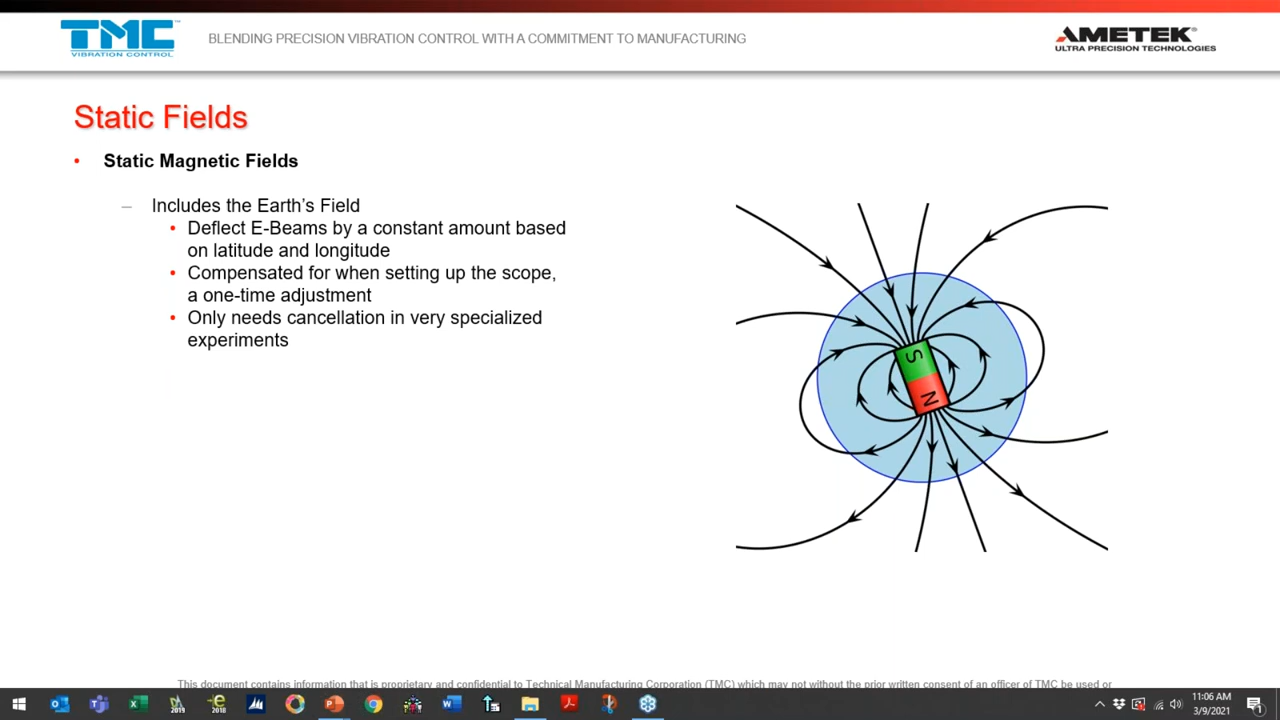 TMC
VIBRATION CONTROL
BLENDING PRECISION VIBRATION CONTROL WITH A COMMITMENT TO MANUFACTURING
AMETEK®
ULTRA PRECISION TECHNOLOGIES
Static Fields
• Static Magnetic Fields
– Includes the Earth's Field
• Deflect E-Beams by a constant amount based
on latitude and longitude
• Compensated for when setting up the scope,
a one-time adjustment
• Only needs cancellation in very specialized
experiments
S
N
This document contains information that is proprietary and confidential to Technical Manufacturing Corporation (TMC) which may not without the prior written consent of an officer of TMC be used or
2019
2018
11:06 AM
3/9/2021
1